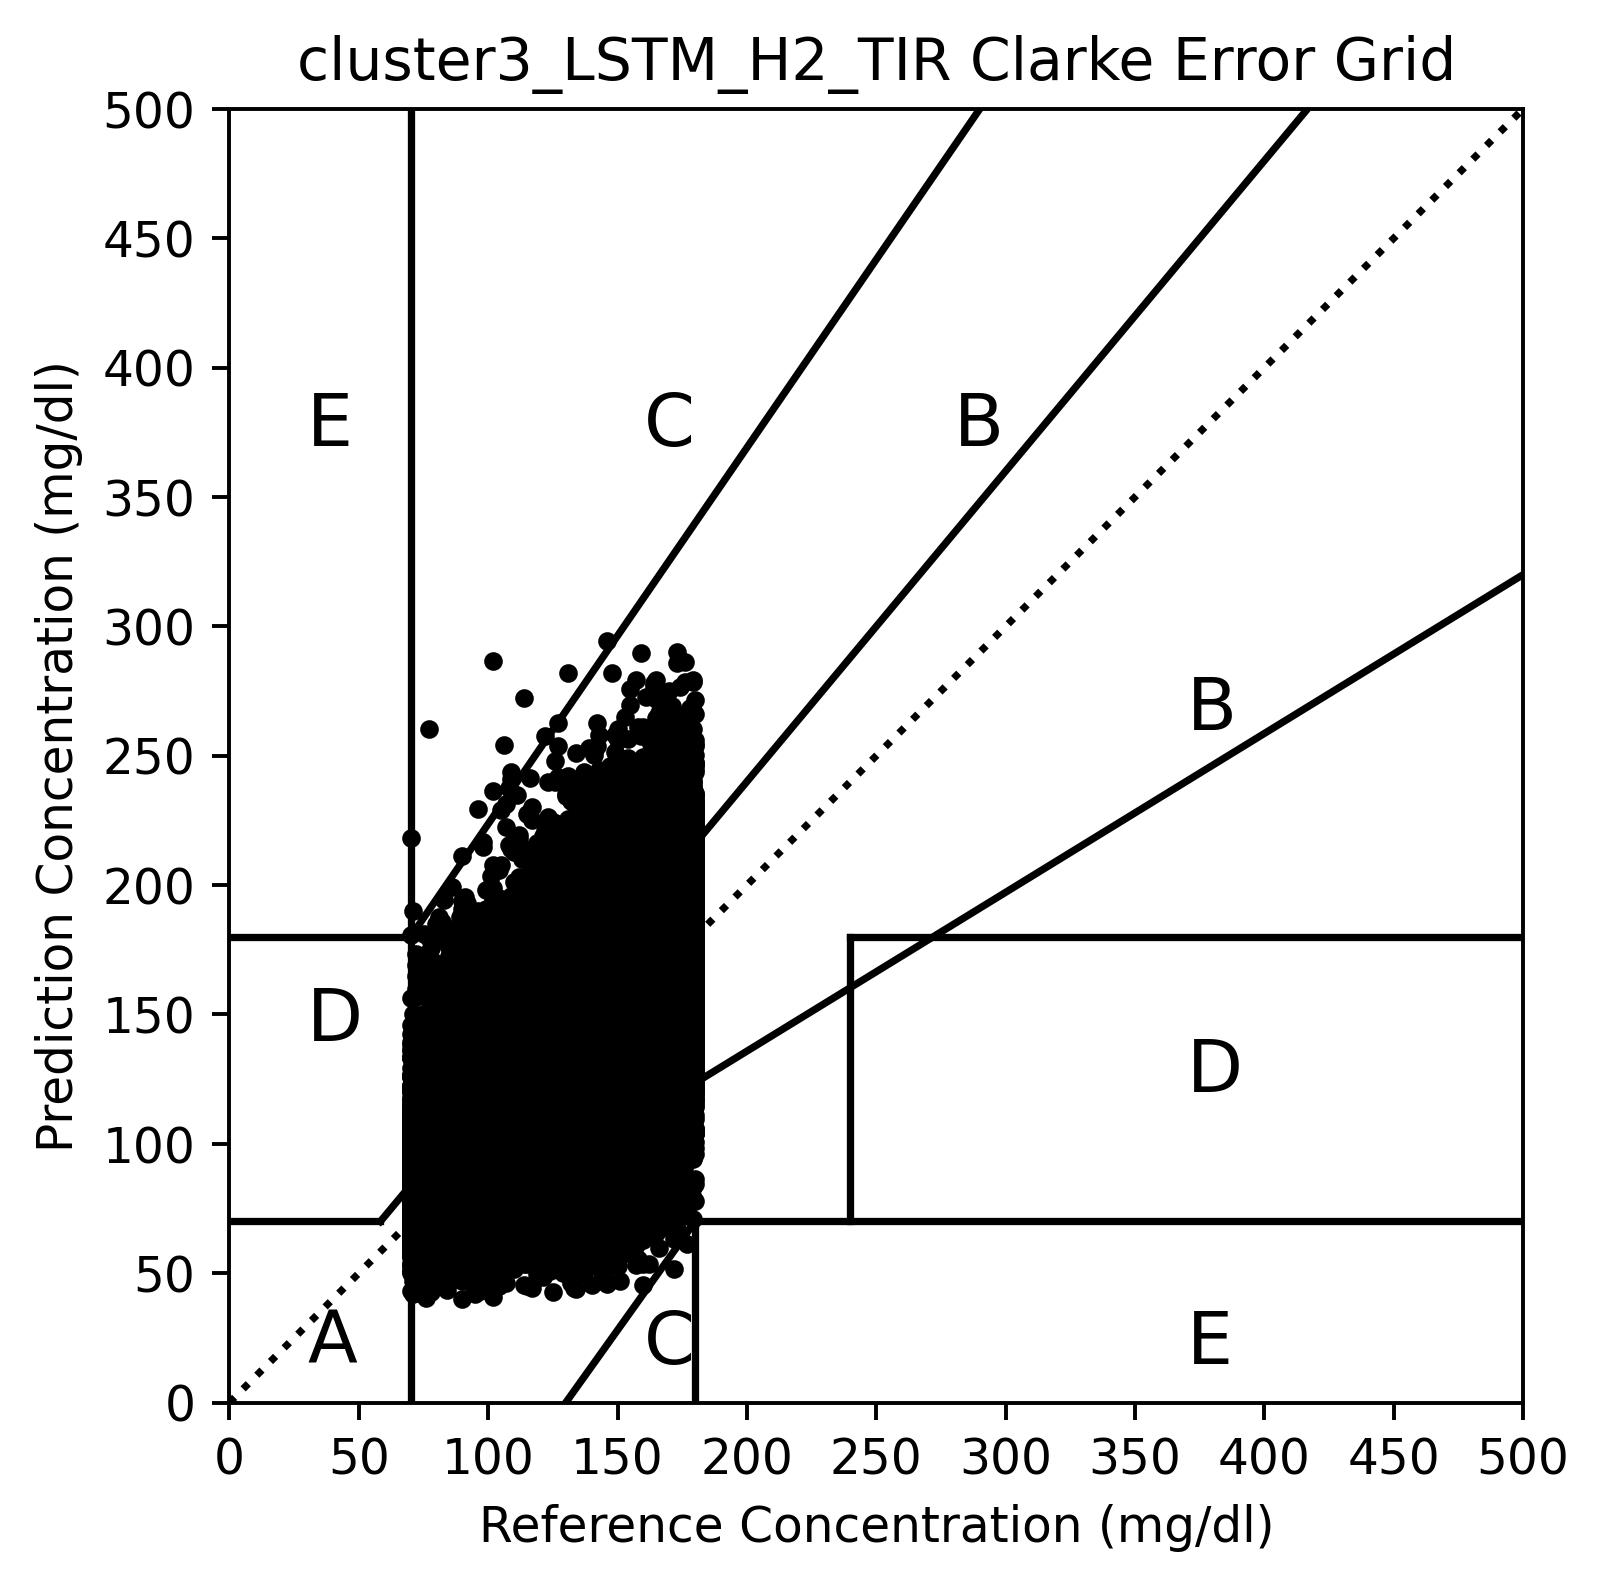 cluster3_LSTM_H2_TIR Clarke Error Grid
Prediction Concentration (mg/dl)
500
450
400
350
300
250
200
150
100
50
0
E
C
B
B
D
D
A
C
E
0 50 100 150 200 250 300 350 400 450 500
Reference Concentration (mg/dl)